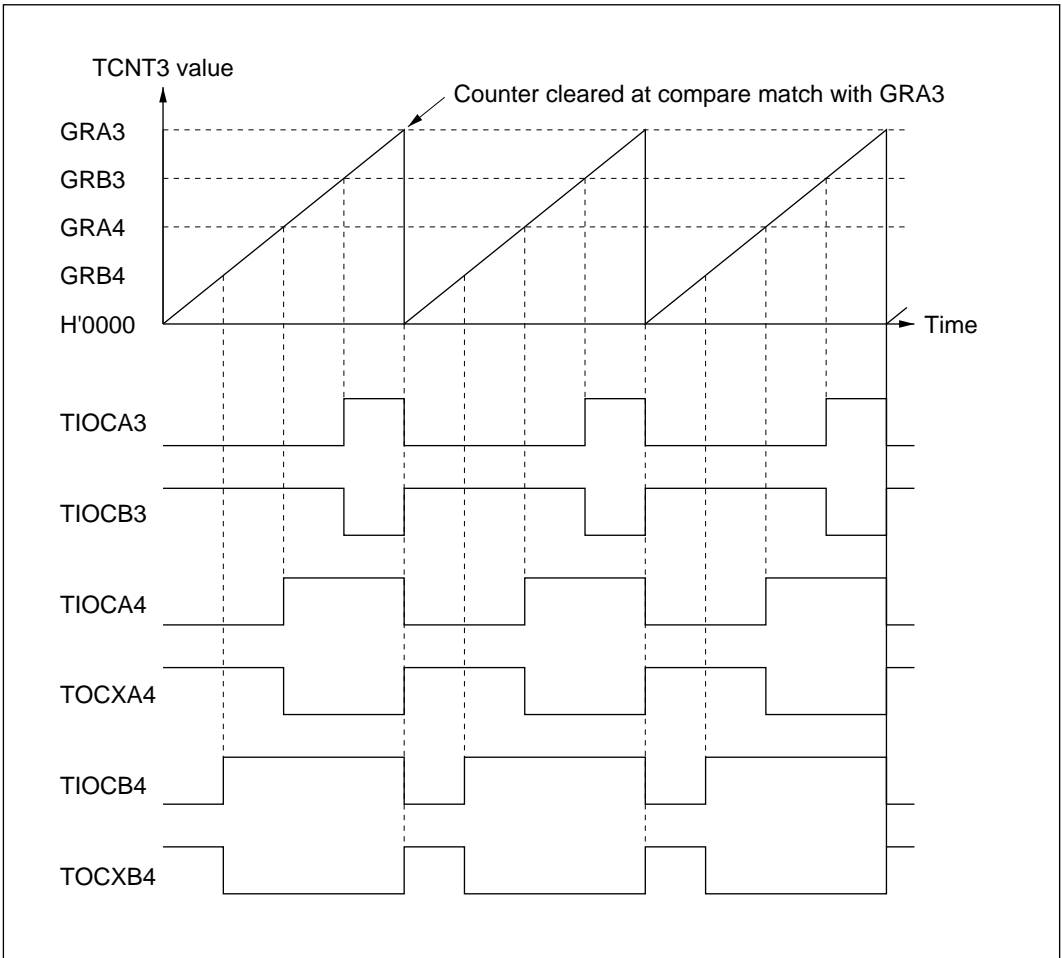 TCNT3 value
Counter cleared at compare match with GRA3
GRA3
GRB3
GRA4
GRB4
H'0000
Time
TIOCA3
TIOCB3
TIOCA4
TOCXA4
TIOCB4
TOCXB4